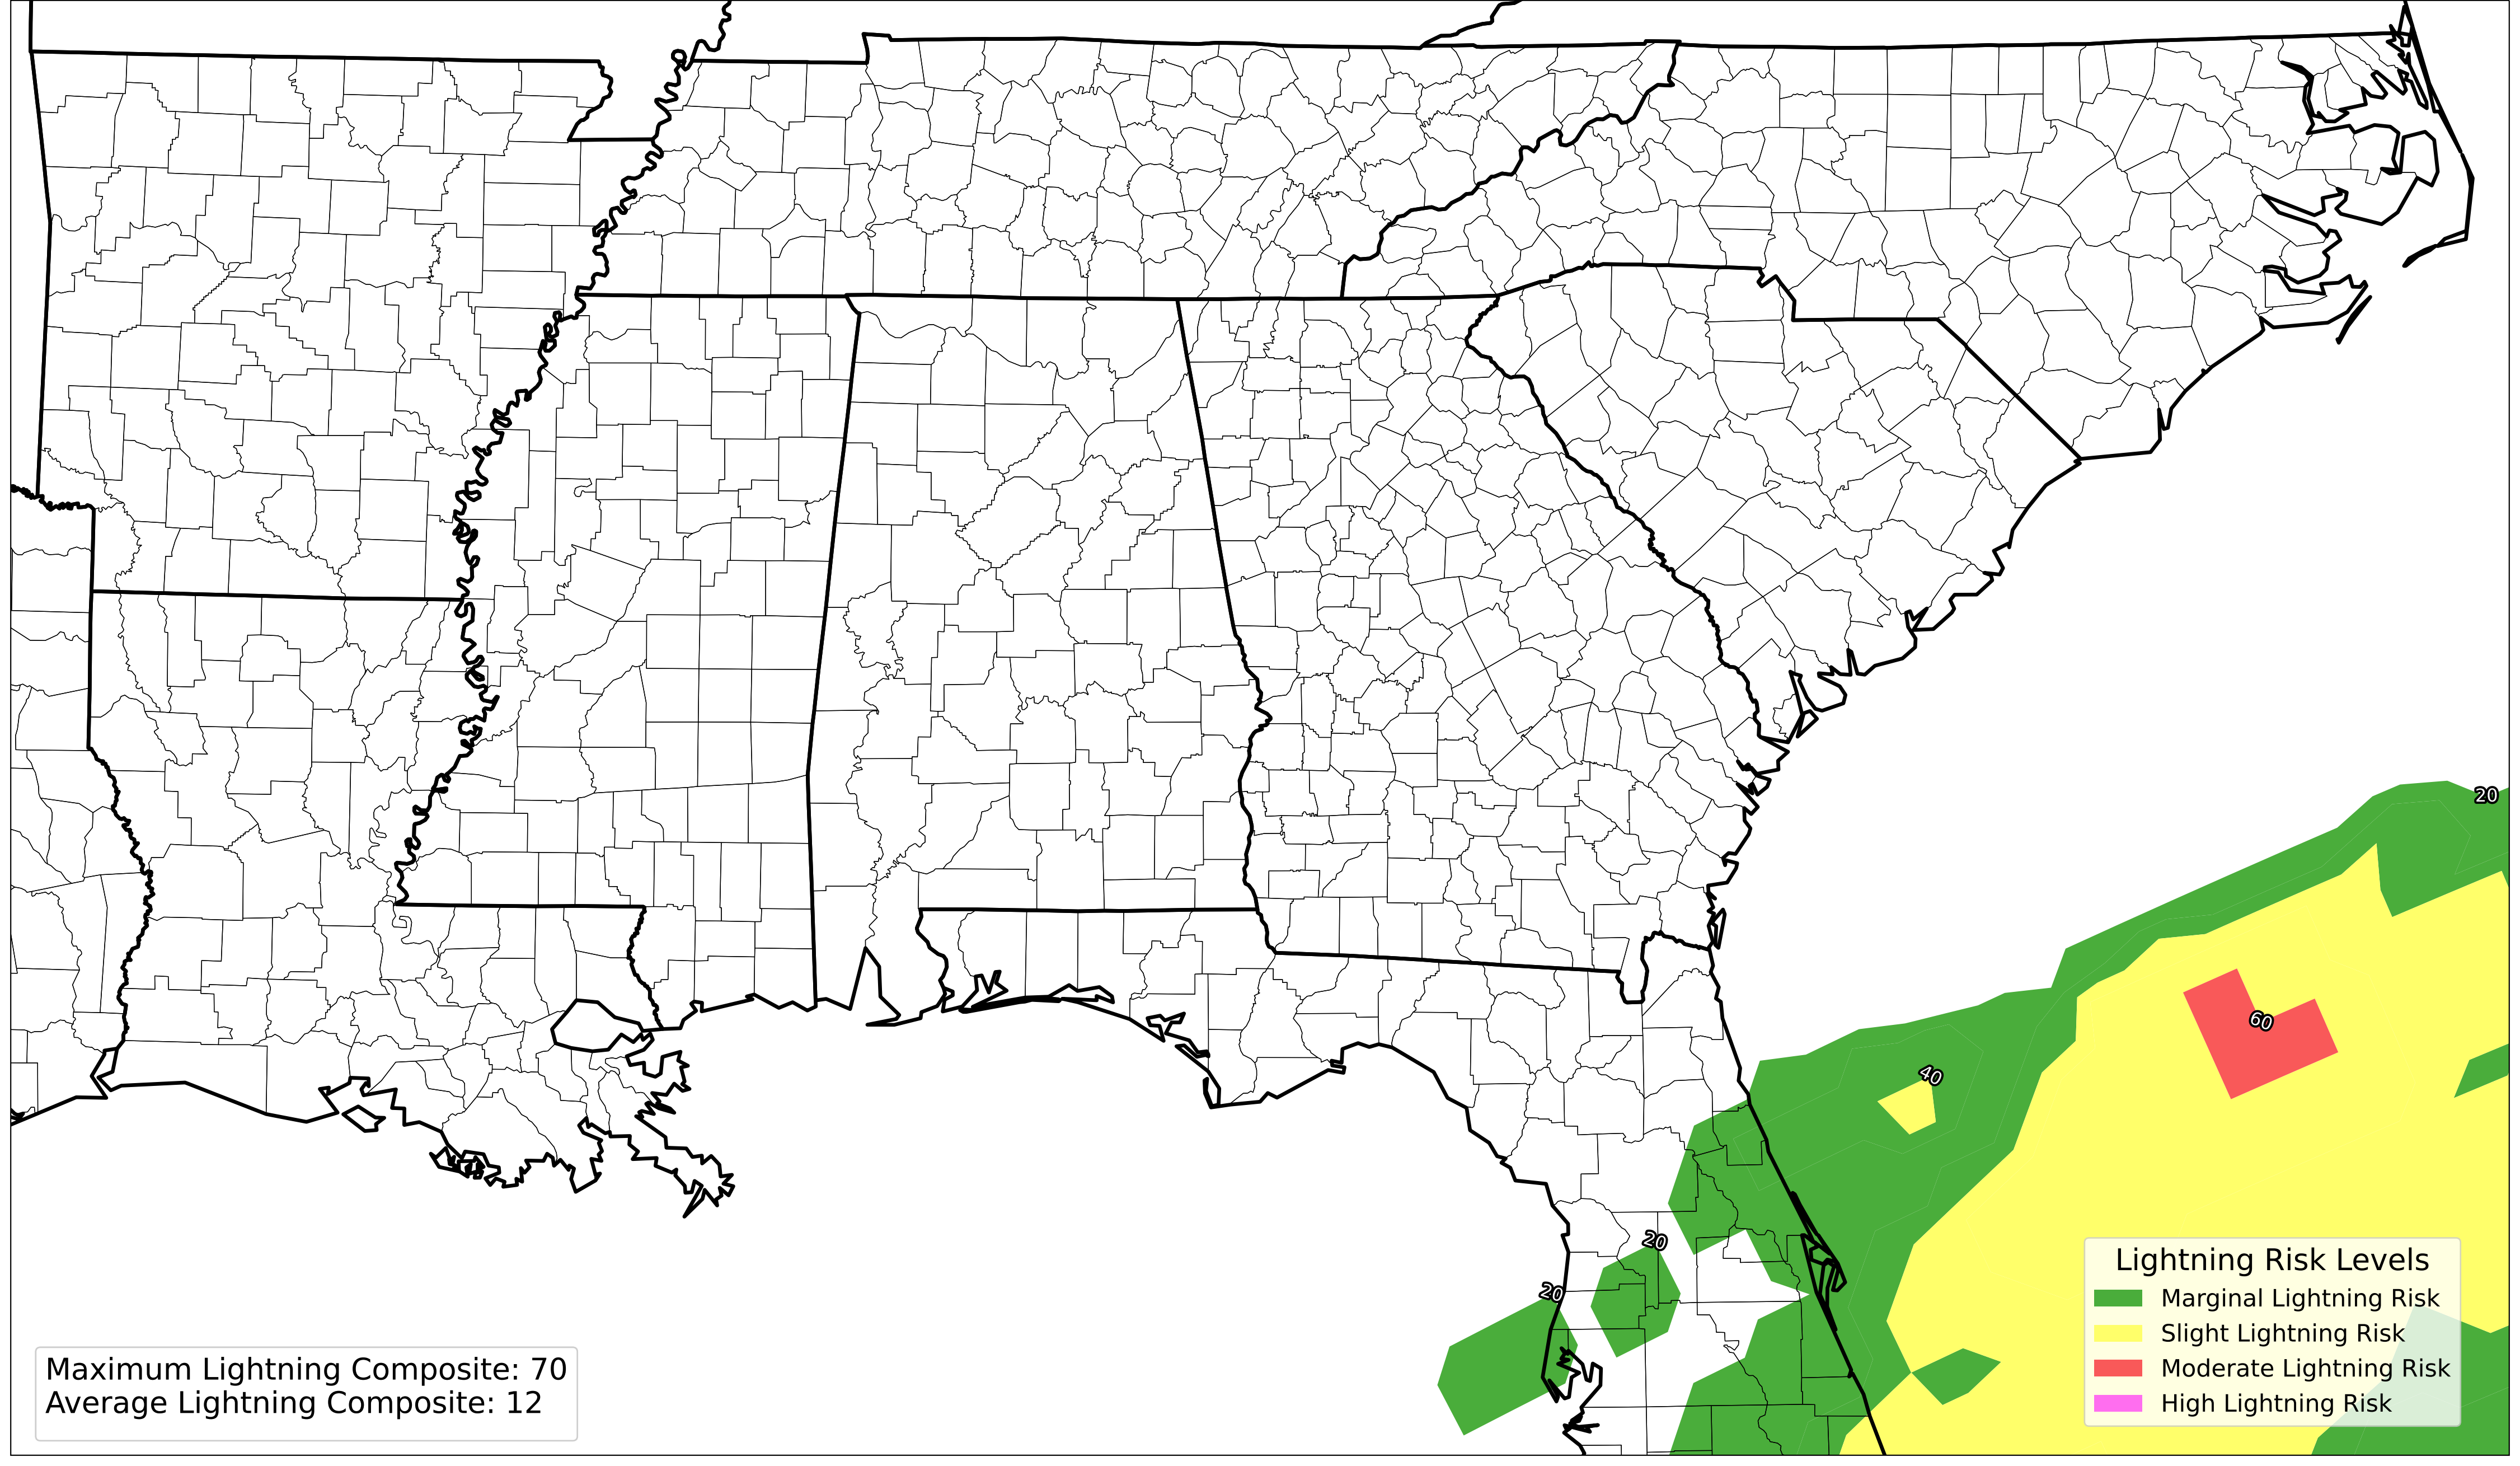 20
60
40
20
20
Lightning Risk Levels
Marginal Lightning Risk
Slight Lightning Risk
Moderate Lightning Risk
High Lightning Risk
Maximum Lightning Composite: 70
Average Lightning Composite: 12